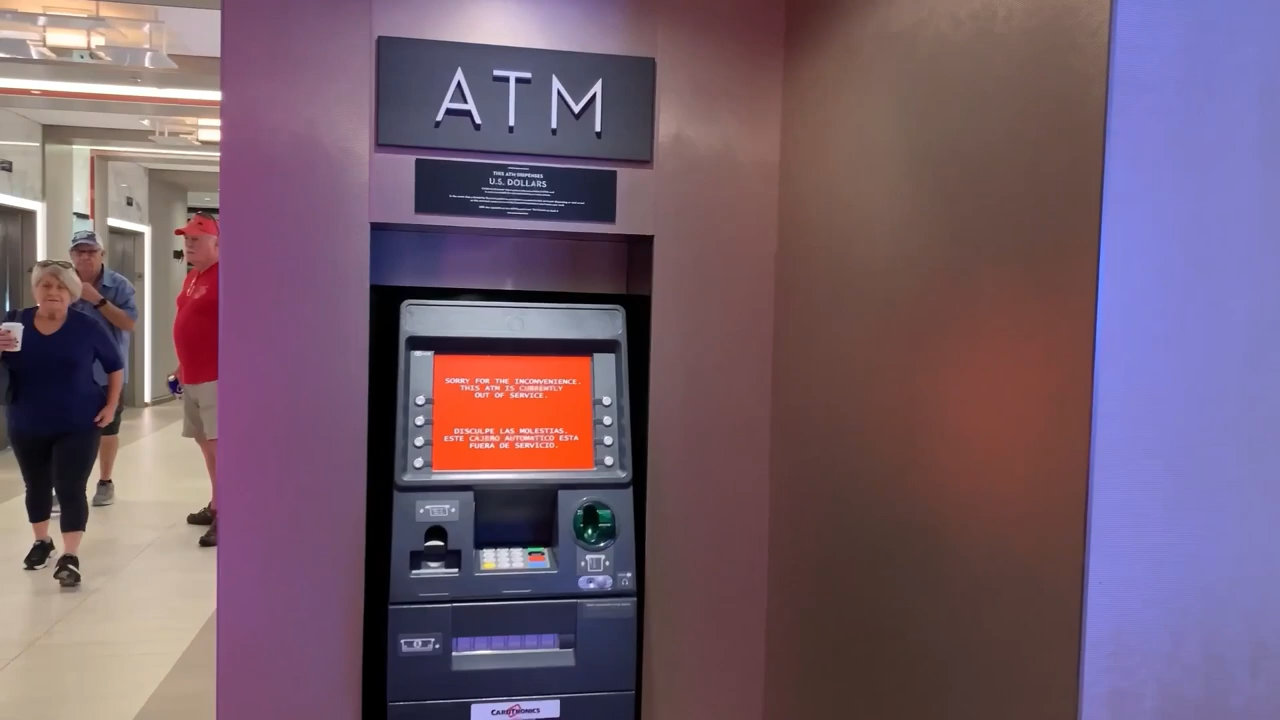 ATM
THIS ATM DISPENSES
U.S. DOLLARS
SORRY FOR THE INCONVENIENCE.
THIS ATM IS CURRENTLY
OUT OF SERVICE.
DISCULPE LAS MOLESTIAS.
ESTE CAJERO AUTOMATICO ESTA
FUERA DE SERVICIO.
CARDTRONICS